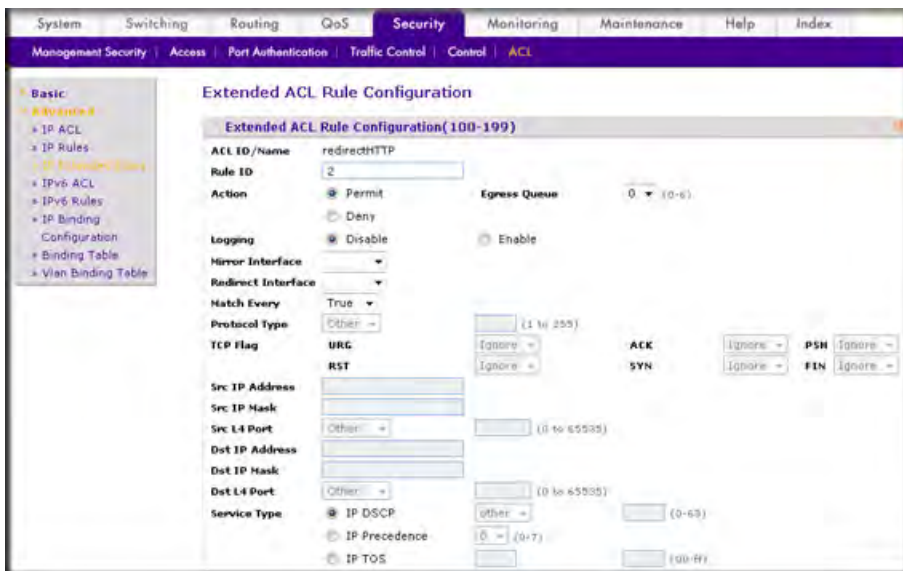 System Switching Routing QoS Security Monitoring Maintenance Help Index
Management Security Access Port Authentication Traffic Control Control ACL
Basic
Advanced
» IP ACL
» IP Rules
» IP Extended Rules
» IPv6 ACL
» IPv6 Rules
» IP Binding
Configuration
» Binding Table
» Vlan Binding Table
Extended ACL Rule Configuration
Extended ACL Rule Configuration(100-199)
ACL ID/Name redirectHTTP
Rule ID 2
Action Permit Egress Queue 0 (0-6)
Deny
Logging Disable Enable
Mirror Interface
Redirect Interface
Match Every True
Protocol Type Other (1 to 255)
TCP Flag URG Ignore ACK Ignore PSH Ignore
RST Ignore SYN Ignore FIN Ignore
Src IP Address
Src IP Mask
Src L4 Port Other (0 to 65535)
Dst IP Address
Dst IP Mask
Dst L4 Port Other (0 to 65535)
Service Type IP DSCP other (0-63)
IP Precedence 0 (0-7)
IP TOS (00-ff)